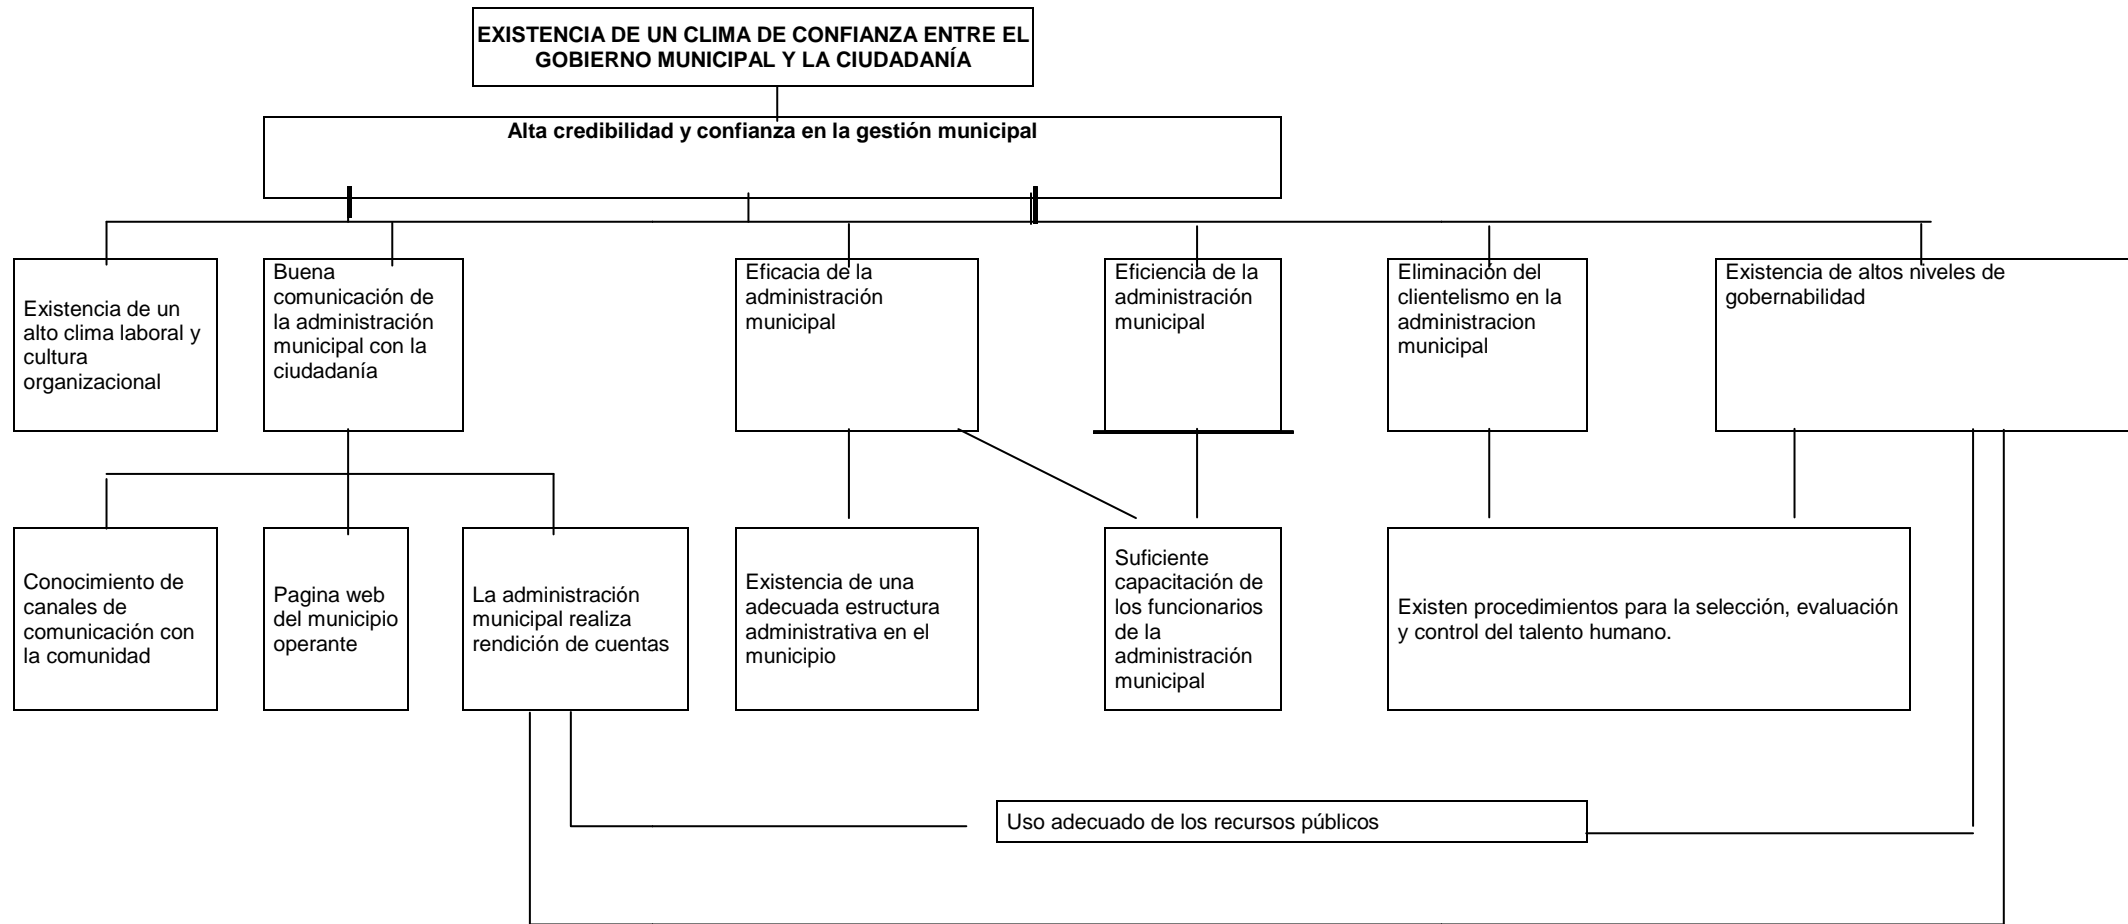 EXISTENCIA DE UN CLIMA DE CONFIANZA ENTRE EL
GOBIERNO MUNICIPAL Y LA CIUDADANÍA
Alta credibilidad y confianza en la gestión municipal
Existencia de un
alto clima laboral y
cultura
organizacional
Buena
comunicación de
la administración
municipal con la
ciudadanía
Eficacia de la
administración
municipal
Eficiencia de la
administración
municipal
Eliminación del
clientelismo en la
administracion
municipal
Existencia de altos niveles de
gobernabilidad
Conocimiento de
canales de
comunicación con
la comunidad
Pagina web
del municipio
operante
La administración
municipal realiza
rendición de cuentas
Existencia de una
adecuada estructura
administrativa en el
municipio
Suficiente
capacitación de
los funcionarios
de la
administración
municipal
Existen procedimientos para la selección, evaluación
y control del talento humano.
Uso adecuado de los recursos públicos